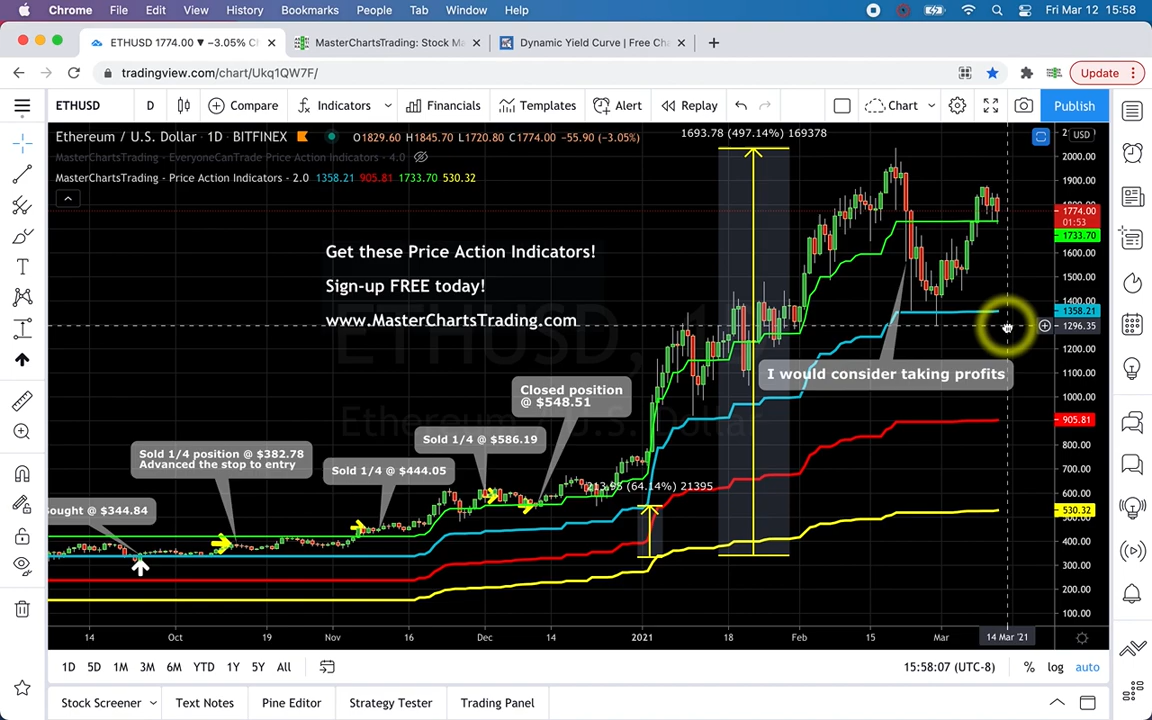 Chrome File Edit View History Bookmarks People Tab Window Help Fri Mar 12 15:58
ETHUSD 1774.00 ▼ −3.05% C
MasterChartsTrading: Stock Ma
Dynamic Yield Curve | Free Cha
tradingview.com/chart/Ukq1QW7F/
Update
ETHUSD D Compare Indicators Financials Templates Alert Replay Chart Publish
Ethereum / U.S. Dollar · 1D · BITFINEX O1829.60 H1845.70 L1720.80 C1774.00 −55.90 (−3.05%)
MasterChartsTrading - EveryoneCanTrade Price Action Indicators - 4.0
MasterChartsTrading - Price Action Indicators - 2.0 1358.21 905.81 1733.70 530.32
1693.78 (497.14%) 169378
USD
2000.00
1900.00
1774.00
01:53
1733.70
1600.00
1500.00
1400.00
1358.21
1296.35
1200.00
1100.00
1000.00
905.81
800.00
700.00
600.00
530.32
400.00
300.00
200.00
100.00
Get these Price Action Indicators!
Sign-up FREE today!
www.MasterChartsTrading.com
ETHUSD, 1D
Ethereum / U.S. Dollar
I would consider taking profits
Closed position
@ $548.51
Sold 1/4 @ $586.19
Sold 1/4 @ $444.05
Sold 1/4 position @ $382.78
Advanced the stop to entry
ought @ $344.84
213.95 (64.14%) 21395
14 Oct 19 Nov 16 Dec 14 2021 18 Feb 15 Mar 14 Mar '21
1D 5D 1M 3M 6M YTD 1Y 5Y All 15:58:07 (UTC-8) % log auto
Stock Screener Text Notes Pine Editor Strategy Tester Trading Panel